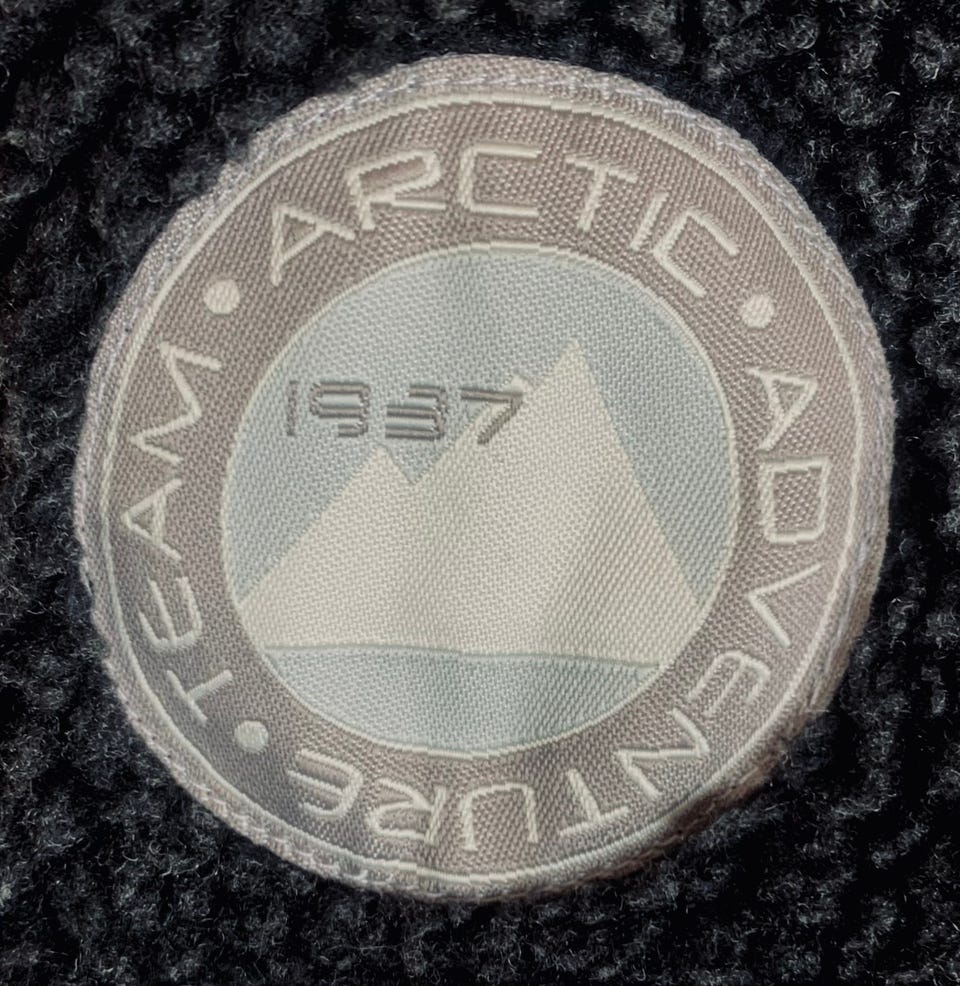 • ARCTIC • ADVENTURE • TEAM
1937